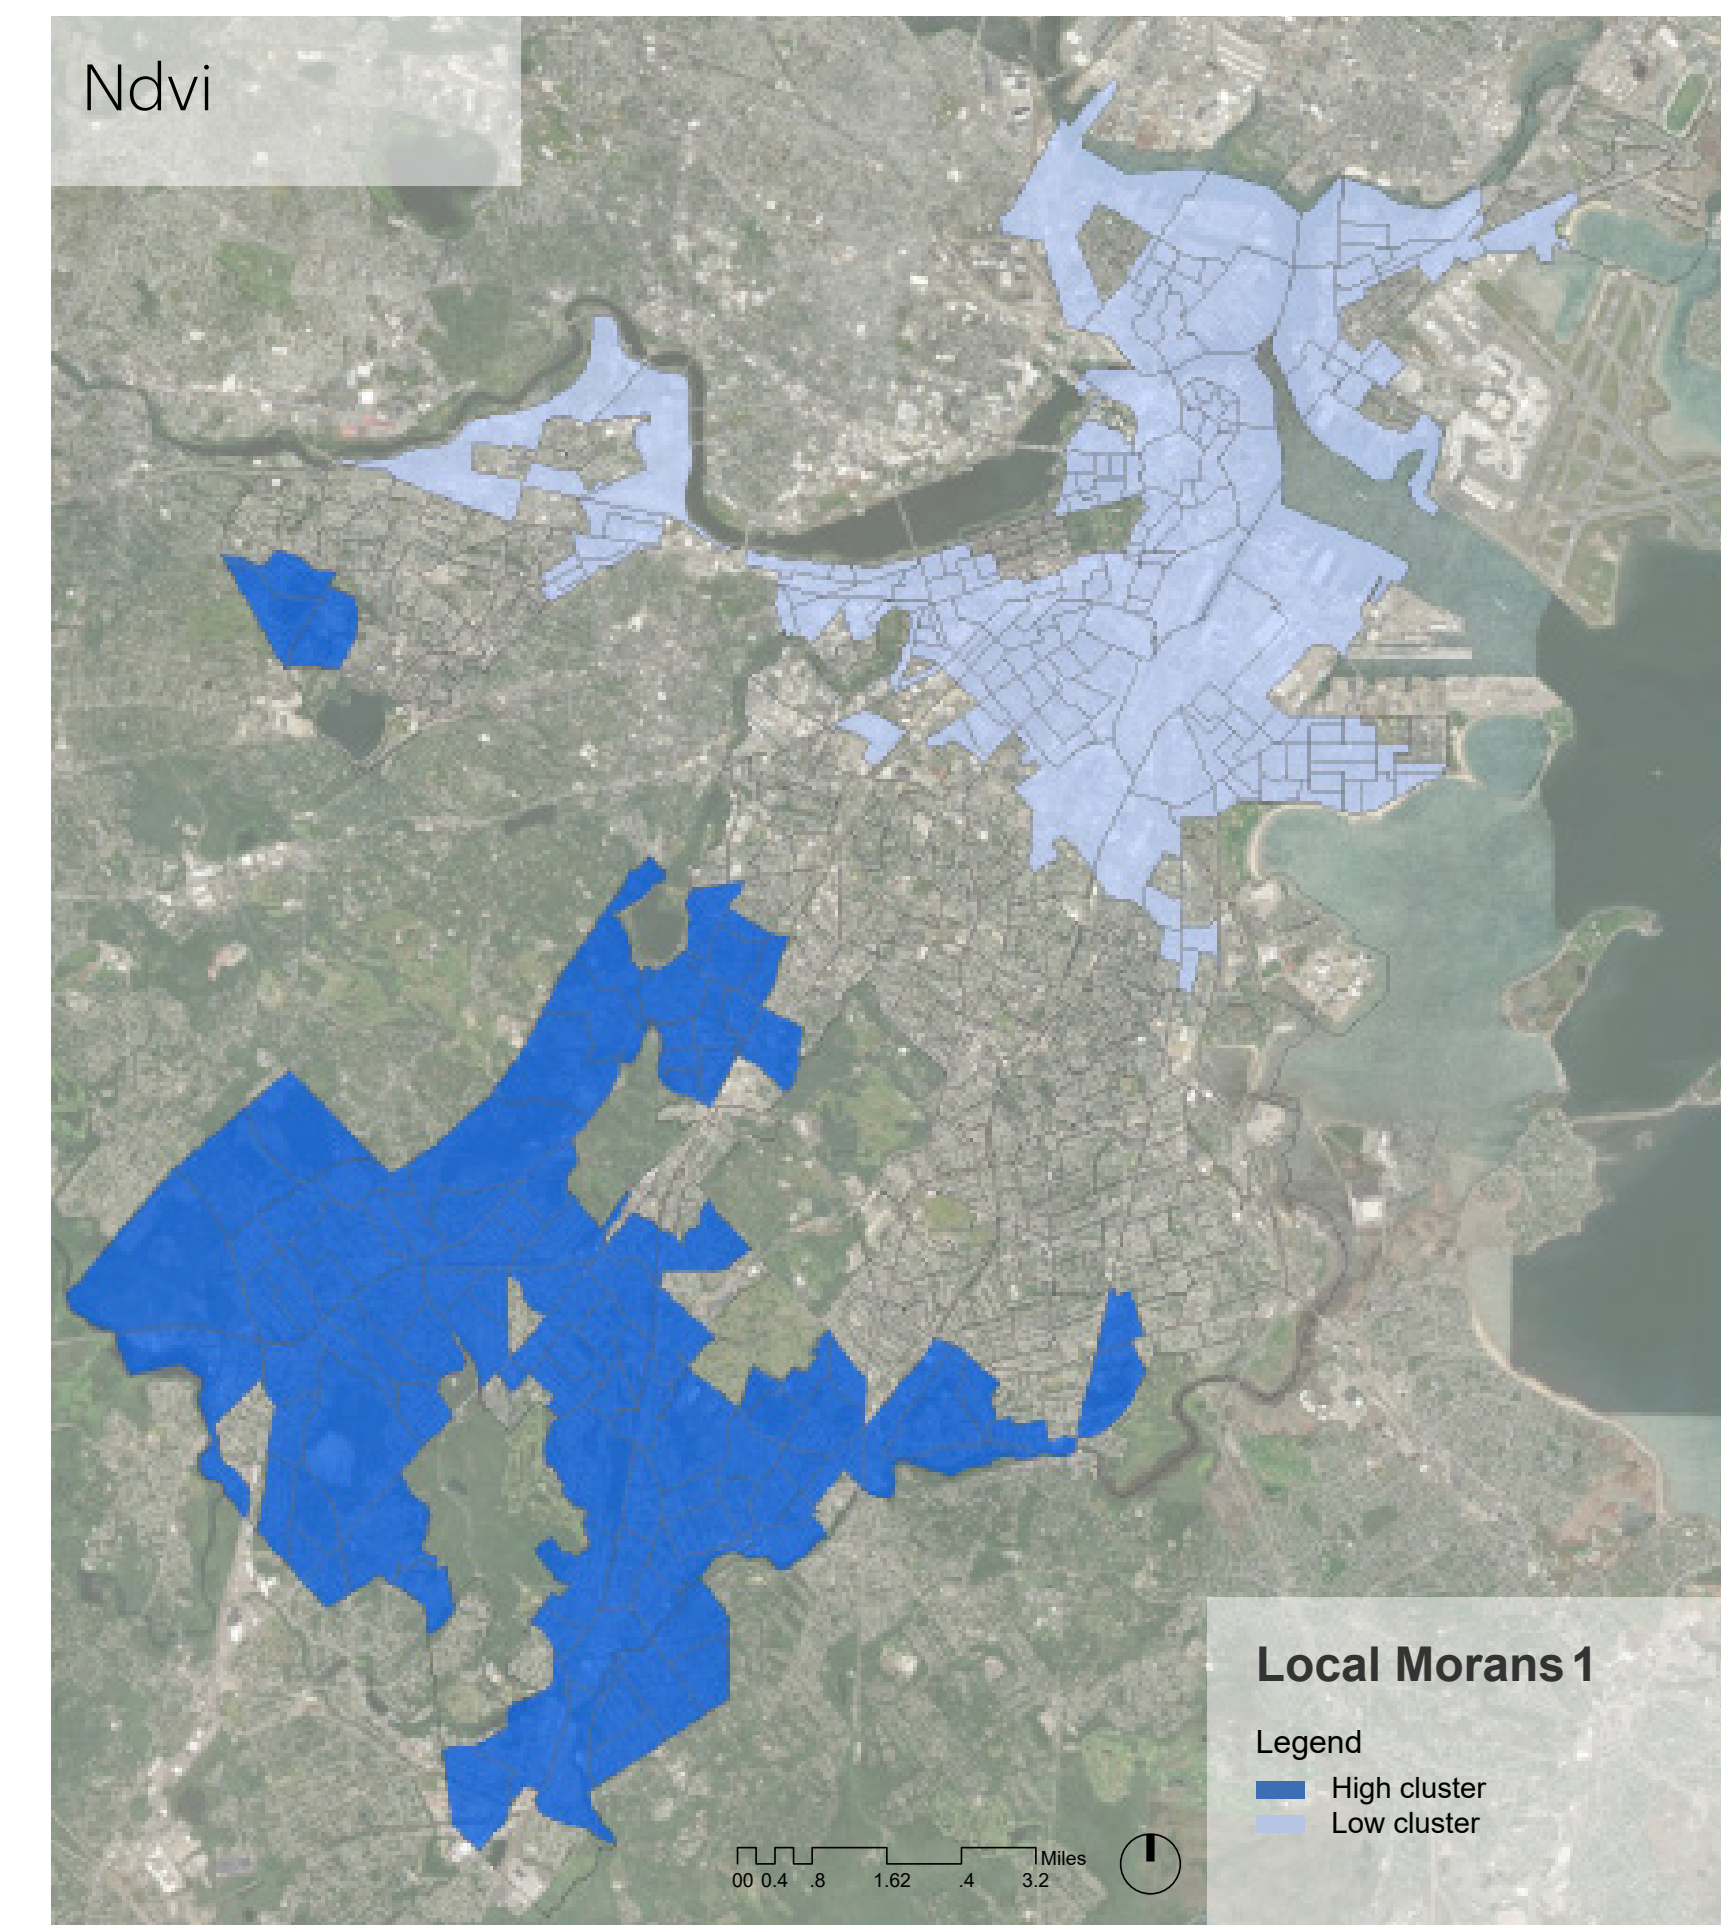 Ndvi
Local Morans 1
Legend
High cluster
Low cluster
Miles
00 0.4 .8 1.62 .4 3.2